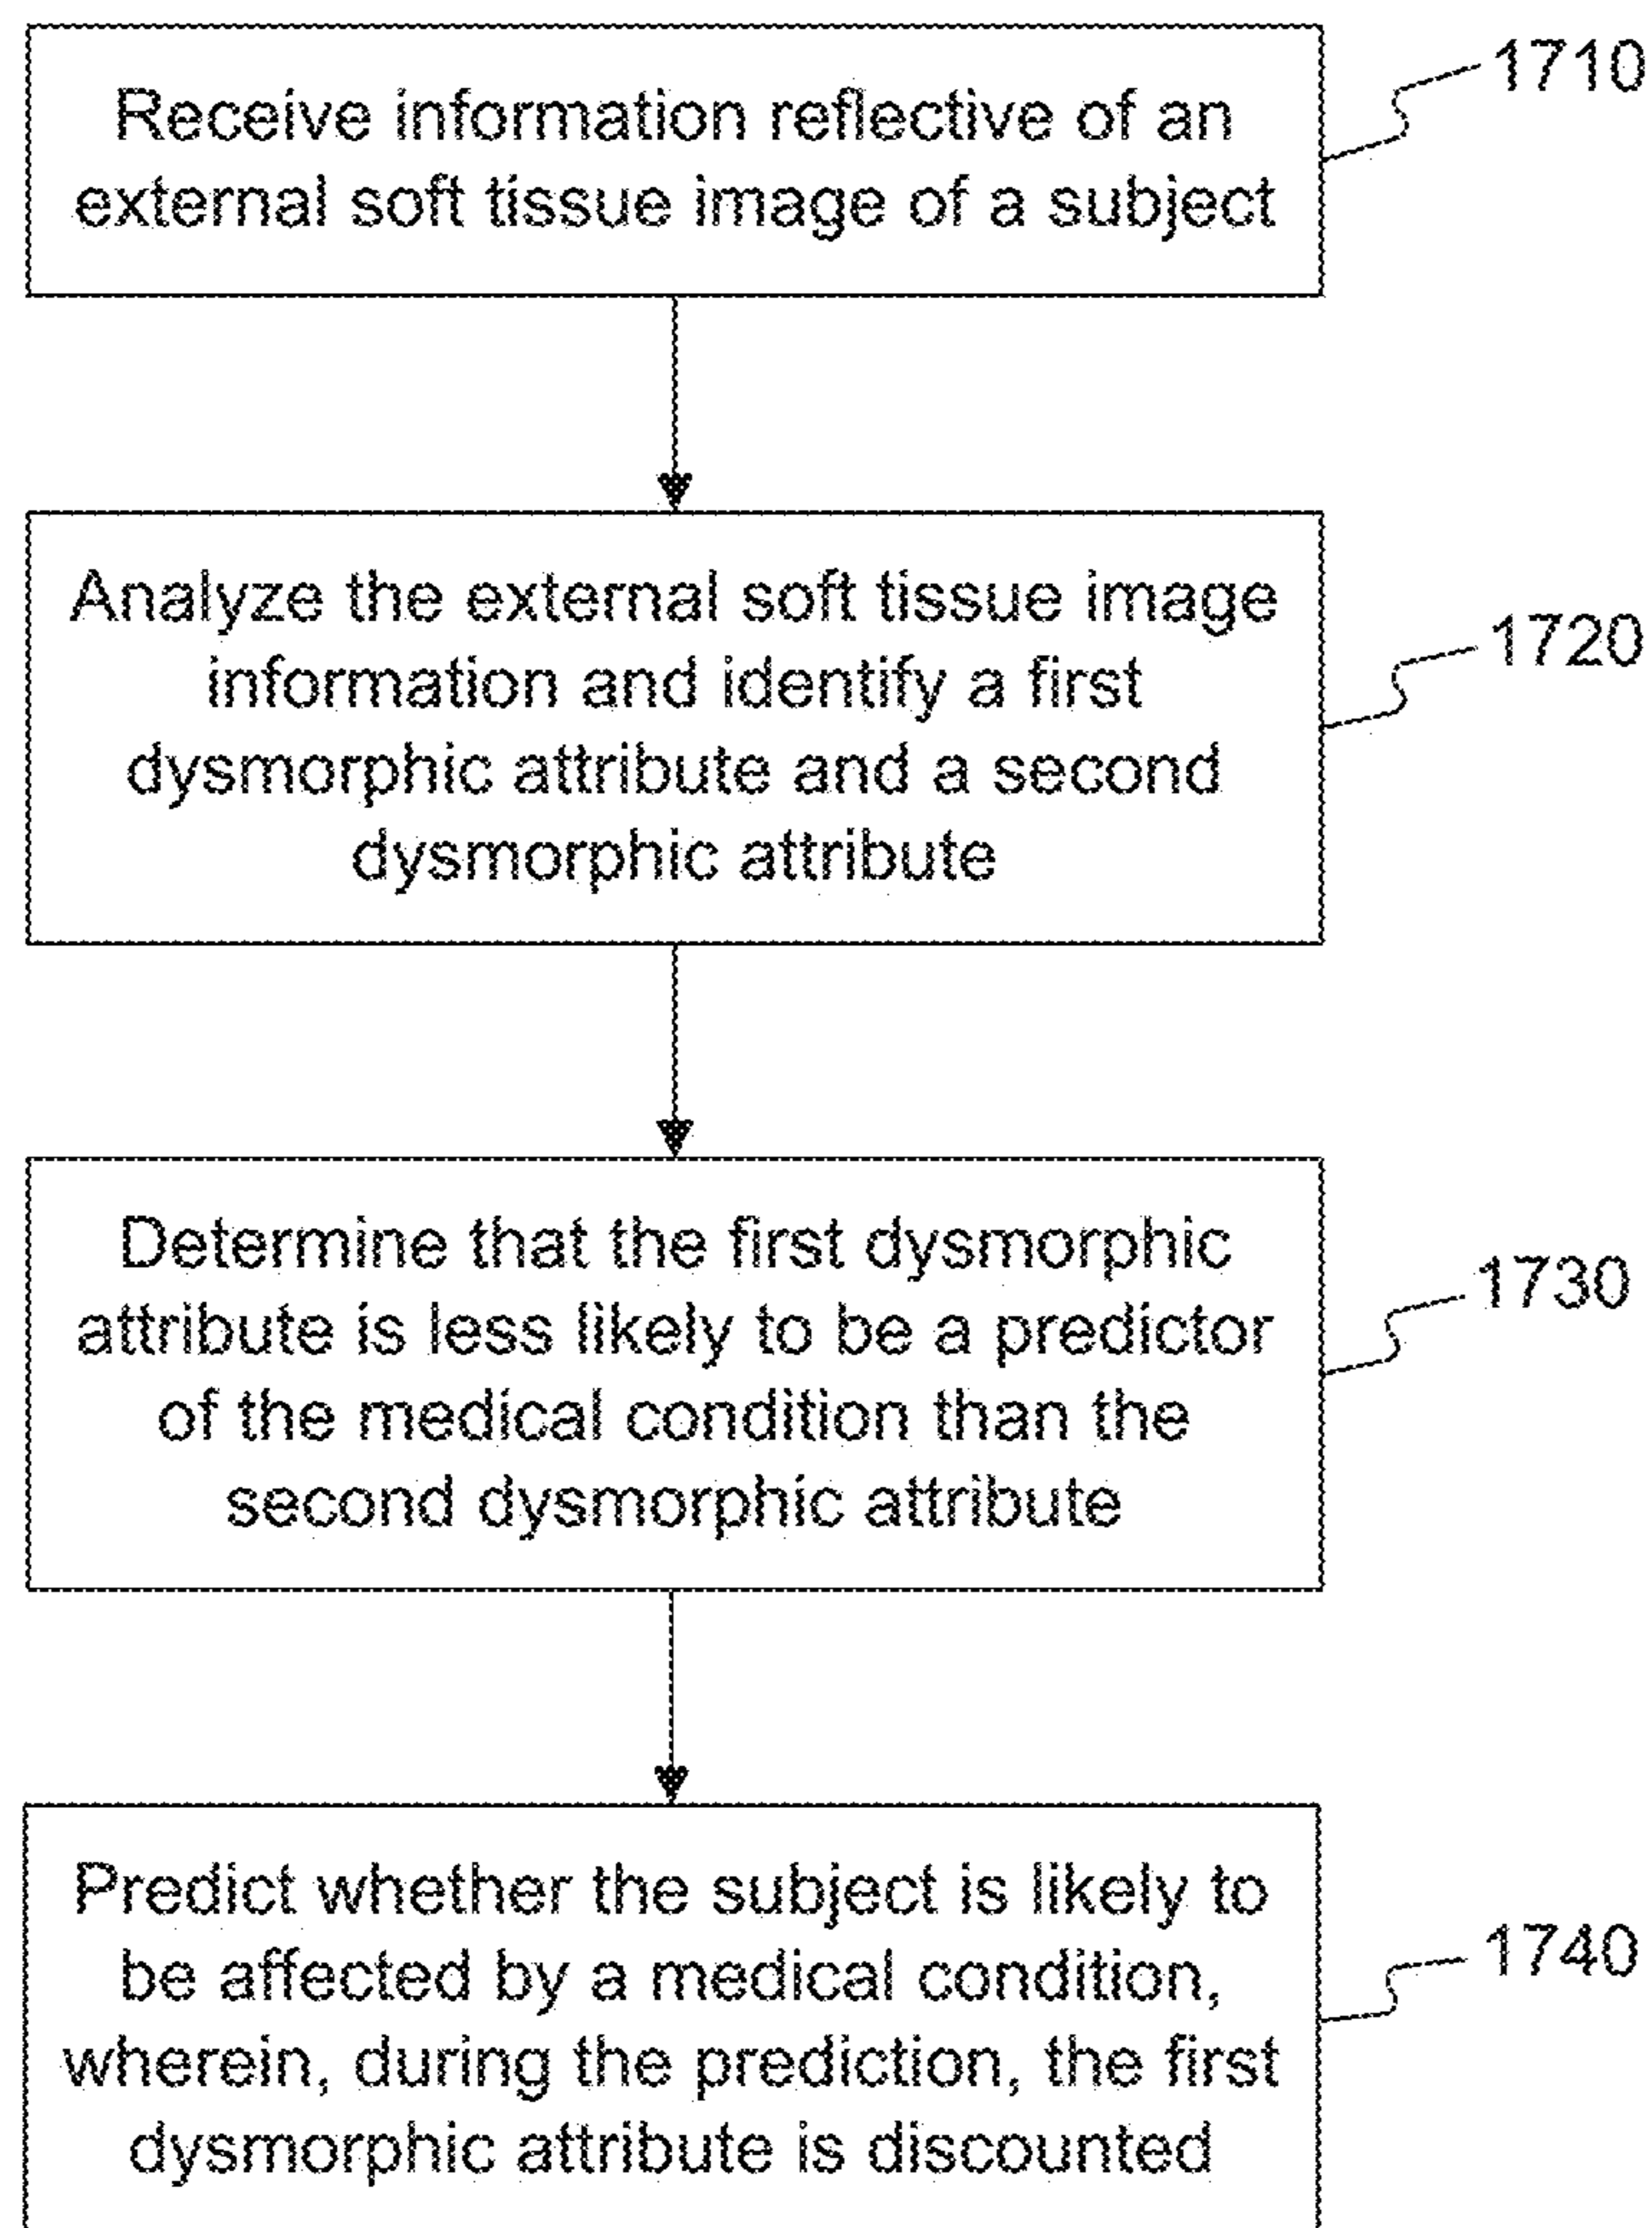 Receive information reflective of an
external soft tissue image of a subject
1710
Analyze the external soft tissue image
information and identify a first
dysmorphic attribute and a second
dysmorphic attribute
1720
Determine that the first dysmorphic
attribute is less likely to be a predictor
of the medical condition than the
second dysmorphic attribute
1730
Predict whether the subject is likely to
be affected by a medical condition,
wherein, during the prediction, the first
dysmorphic attribute is discounted
1740